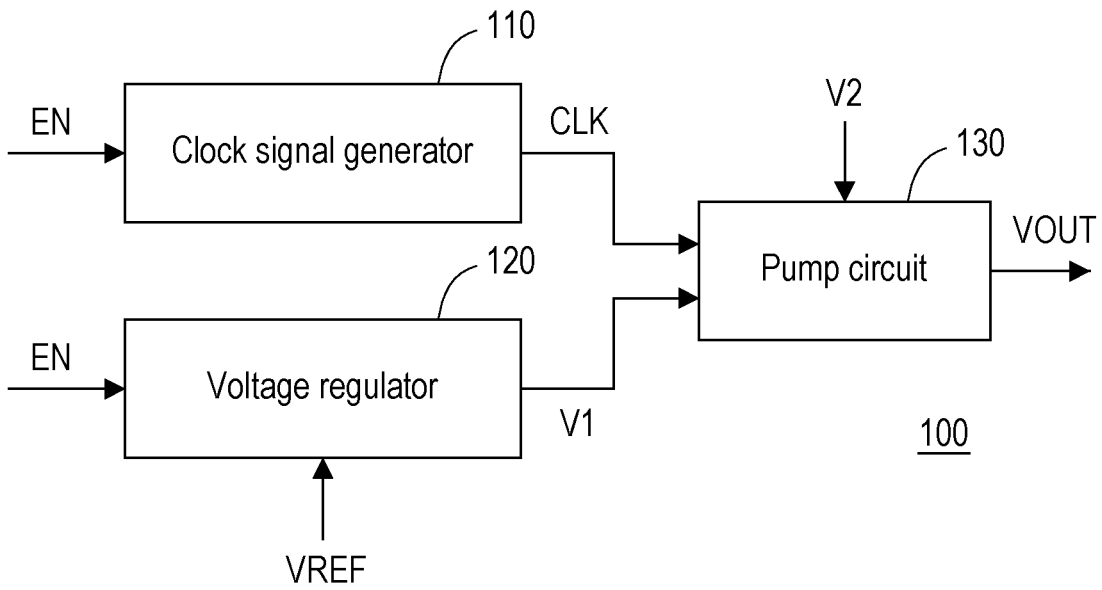 110
EN
Clock signal generator
CLK
V2
130
Pump circuit
VOUT
120
EN
Voltage regulator
V1
100
VREF